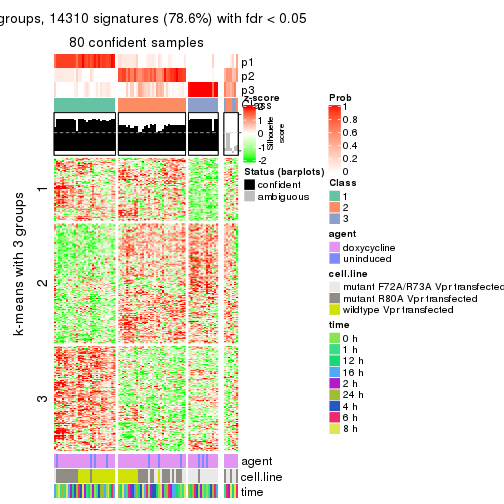 groups, 14310 signatures (78.6%) with fdr < 0.05
80 confident samples
p1
p2
p3
Class
z-score
2
1
0
-1
-2
Silhouette
score
Prob
1
0.8
0.6
0.4
0.2
0
Status (barplots)
confident
ambiguous
Class
1
2
3
agent
doxycycline
uninduced
cell.line
mutant F72A/R73A Vpr transfected
mutant R80A Vpr transfected
wildtype Vpr transfected
time
0 h
1 h
12 h
16 h
2 h
24 h
4 h
6 h
8 h
k-means with 3 groups
1
2
3
agent
cell.line
time